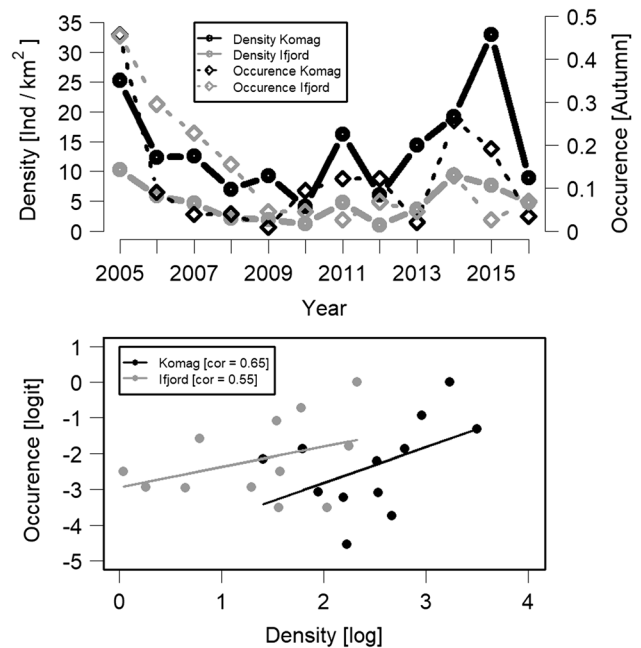 35
30
25
20
15
10
5
0
Density [Ind / km2 ]
Density Komag
Density Ifjord
Occurence Komag
Occurence Ifjord
0.5
0.4
0.3
0.2
0.1
0
Occurence [Autumn]
2005 2007 2009 2011 2013 2015
Year
1
0
-1
-2
-3
-4
-5
Occurence [logit]
Komag [cor = 0.65]
Ifjord [cor = 0.55]
0 1 2 3 4
Density [log]